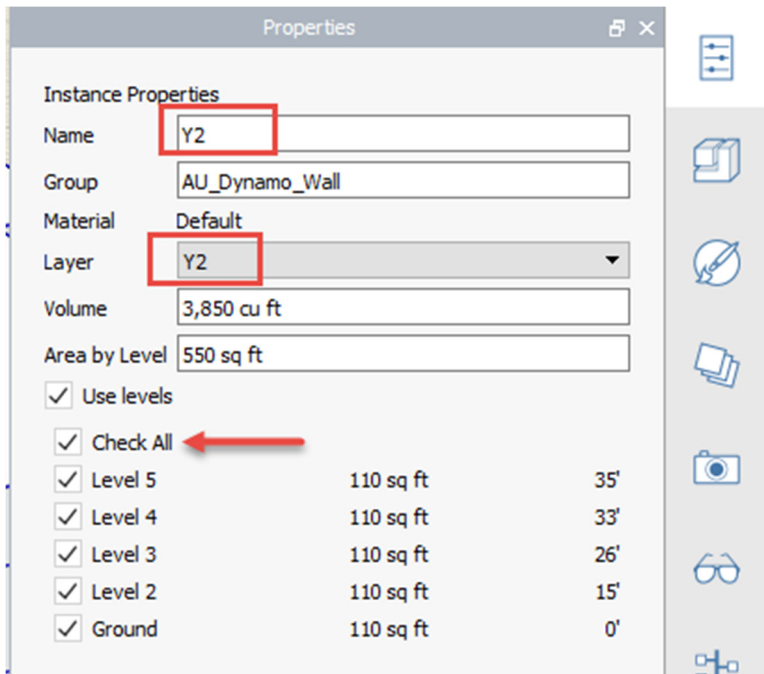 Properties
Instance Properties
Name Y2
Group AU_Dynamo_Wall
Material Default
Layer Y2
Volume 3,850 cu ft
Area by Level 550 sq ft
Use levels
Check All
Level 5 110 sq ft 35'
Level 4 110 sq ft 33'
Level 3 110 sq ft 26'
Level 2 110 sq ft 15'
Ground 110 sq ft 0'